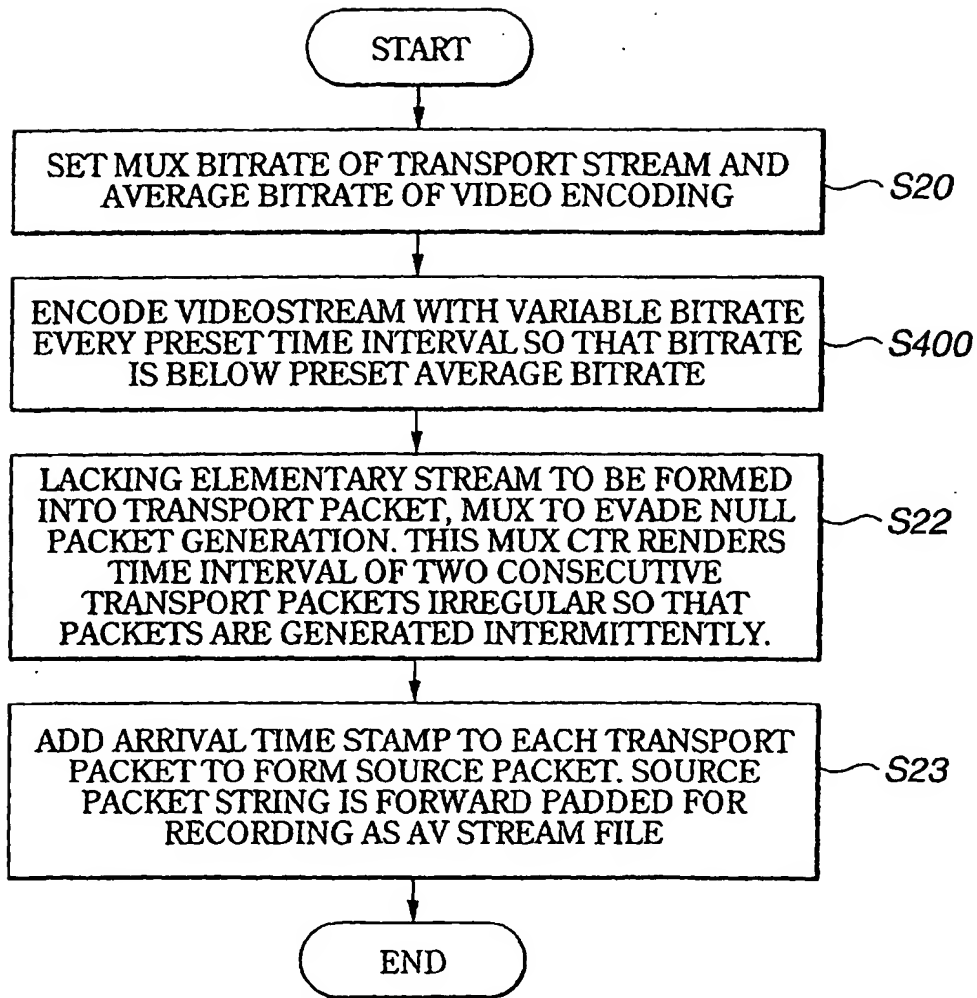 START
SET MUX BITRATE OF TRANSPORT STREAM AND
AVERAGE BITRATE OF VIDEO ENCODING
S20
ENCODE VIDEOSTREAM WITH VARIABLE BITRATE
EVERY PRESET TIME INTERVAL SO THAT BITRATE
IS BELOW PRESET AVERAGE BITRATE
S400
LACKING ELEMENTARY STREAM TO BE FORMED
INTO TRANSPORT PACKET, MUX TO EVADE NULL
PACKET GENERATION. THIS MUX CTR RENDERS
TIME INTERVAL OF TWO CONSECUTIVE
TRANSPORT PACKETS IRREGULAR SO THAT
PACKETS ARE GENERATED INTERMITTENTLY.
S22
ADD ARRIVAL TIME STAMP TO EACH TRANSPORT
PACKET TO FORM SOURCE PACKET. SOURCE
PACKET STRING IS FORWARD PADDED FOR
RECORDING AS AV STREAM FILE
S23
END